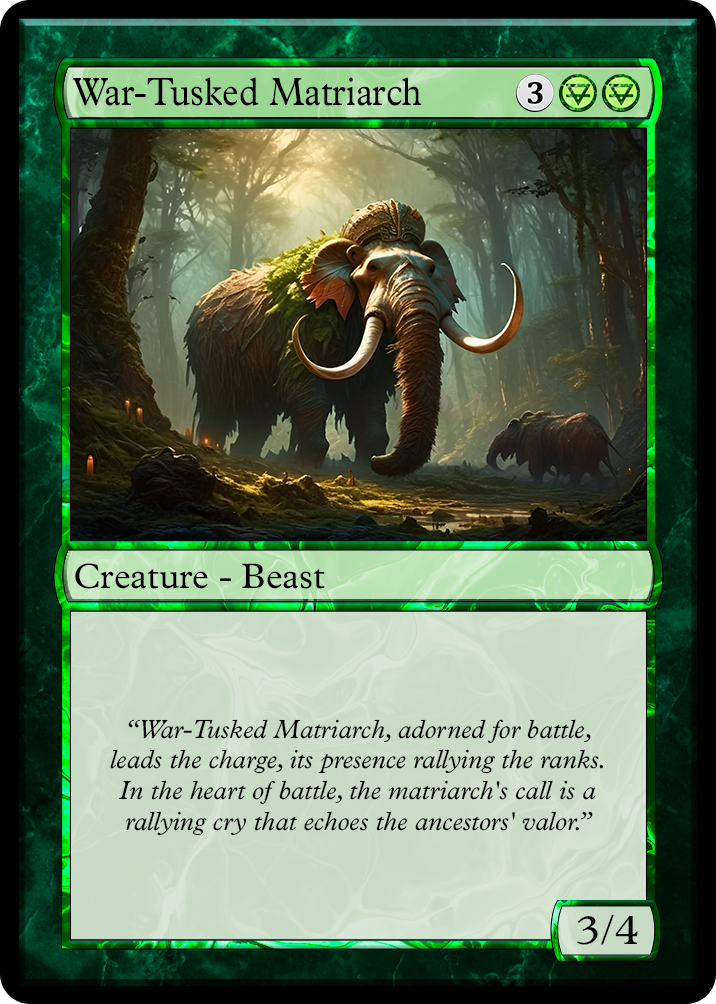 War-Tusked Matriarch 3
Creature - Beast
“War-Tusked Matriarch, adorned for battle,
leads the charge, its presence rallying the ranks.
In the heart of battle, the matriarch's call is a
rallying cry that echoes the ancestors' valor.”
3/4